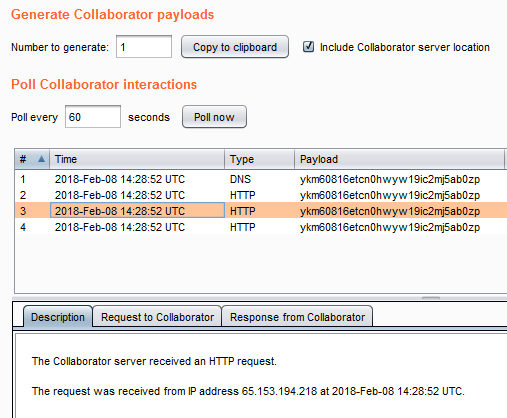 Generate Collaborator payloads
Number to generate: 1 Copy to clipboard Include Collaborator server location
Poll Collaborator interactions
Poll every 60 seconds Poll now
# Time Type Payload
1 2018-Feb-08 14:28:52 UTC DNS ykm60816etcn0hwyw19ic2mj5ab0zp
2 2018-Feb-08 14:28:52 UTC HTTP ykm60816etcn0hwyw19ic2mj5ab0zp
3 2018-Feb-08 14:28:52 UTC HTTP ykm60816etcn0hwyw19ic2mj5ab0zp
4 2018-Feb-08 14:28:52 UTC HTTP ykm60816etcn0hwyw19ic2mj5ab0zp
Description Request to Collaborator Response from Collaborator
The Collaborator server received an HTTP request.
The request was received from IP address 65.153.194.218 at 2018-Feb-08 14:28:52 UTC.